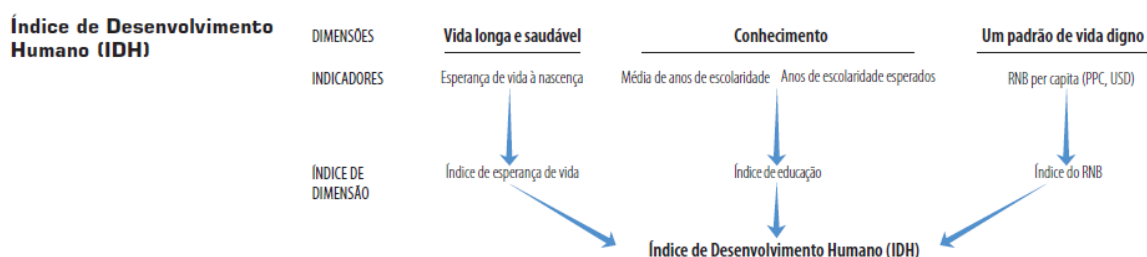 Índice de Desenvolvimento
Humano (IDH)
DIMENSÕES Vida longa e saudável Conhecimento Um padrão de vida digno
INDICADORES Esperança de vida à nascença Média de anos de escolaridade Anos de escolaridade esperados RNB per capita (PPC, USD)
ÍNDICE DE
DIMENSÃO
Índice de esperança de vida Índice de educação Índice do RNB
Índice de Desenvolvimento Humano (IDH)